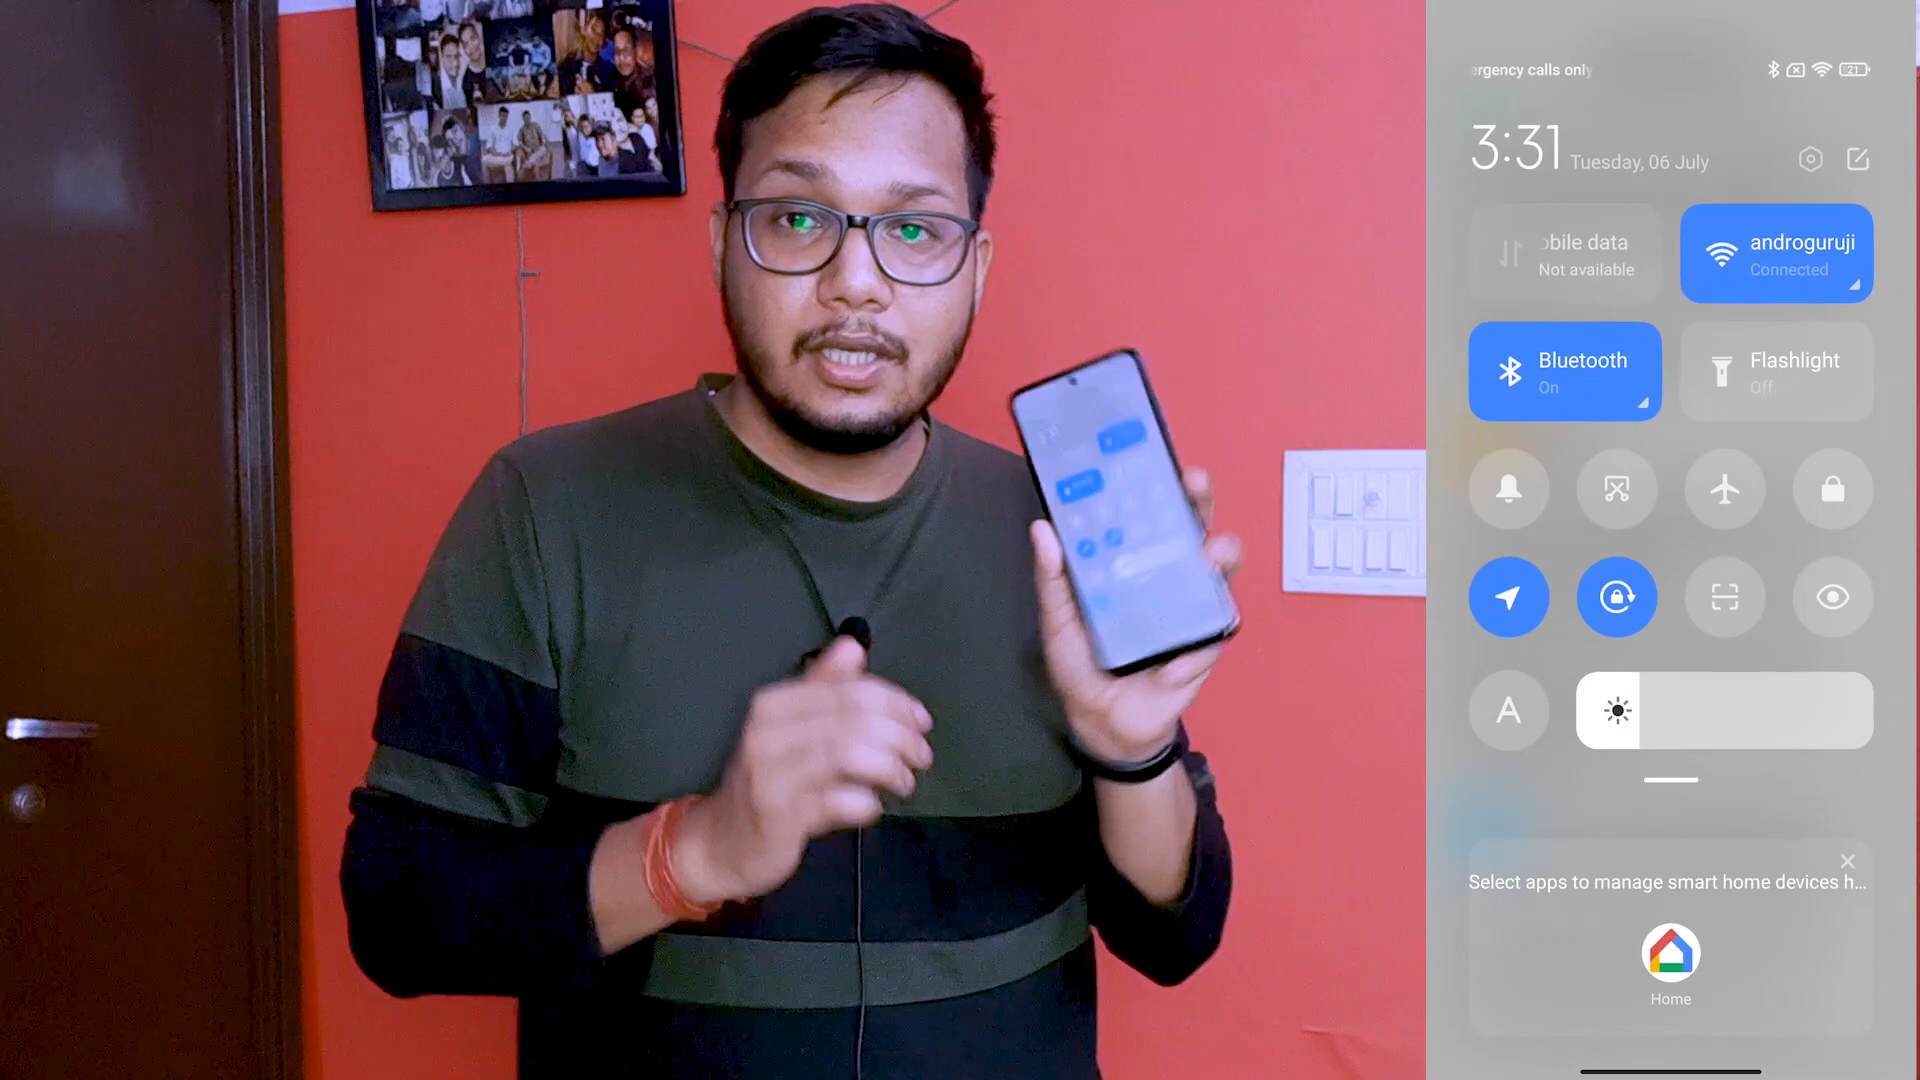 ergency calls only
21
3:31 Tuesday, 06 July
obile data
Not available
androguruji
Connected
Bluetooth
On
Flashlight
Off
A
Select apps to manage smart home devices h...
Home